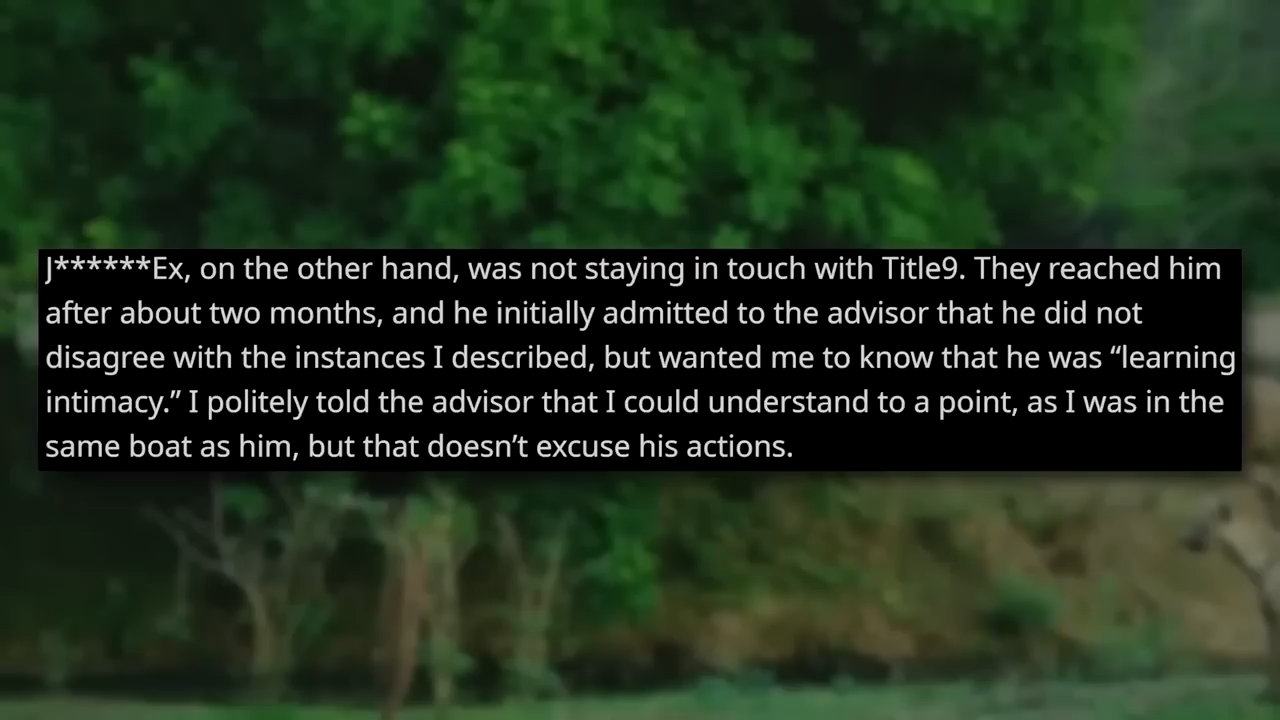 J******Ex, on the other hand, was not staying in touch with Title9. They reached him
after about two months, and he initially admitted to the advisor that he did not
disagree with the instances I described, but wanted me to know that he was “learning
intimacy.” I politely told the advisor that I could understand to a point, as I was in the
same boat as him, but that doesn’t excuse his actions.